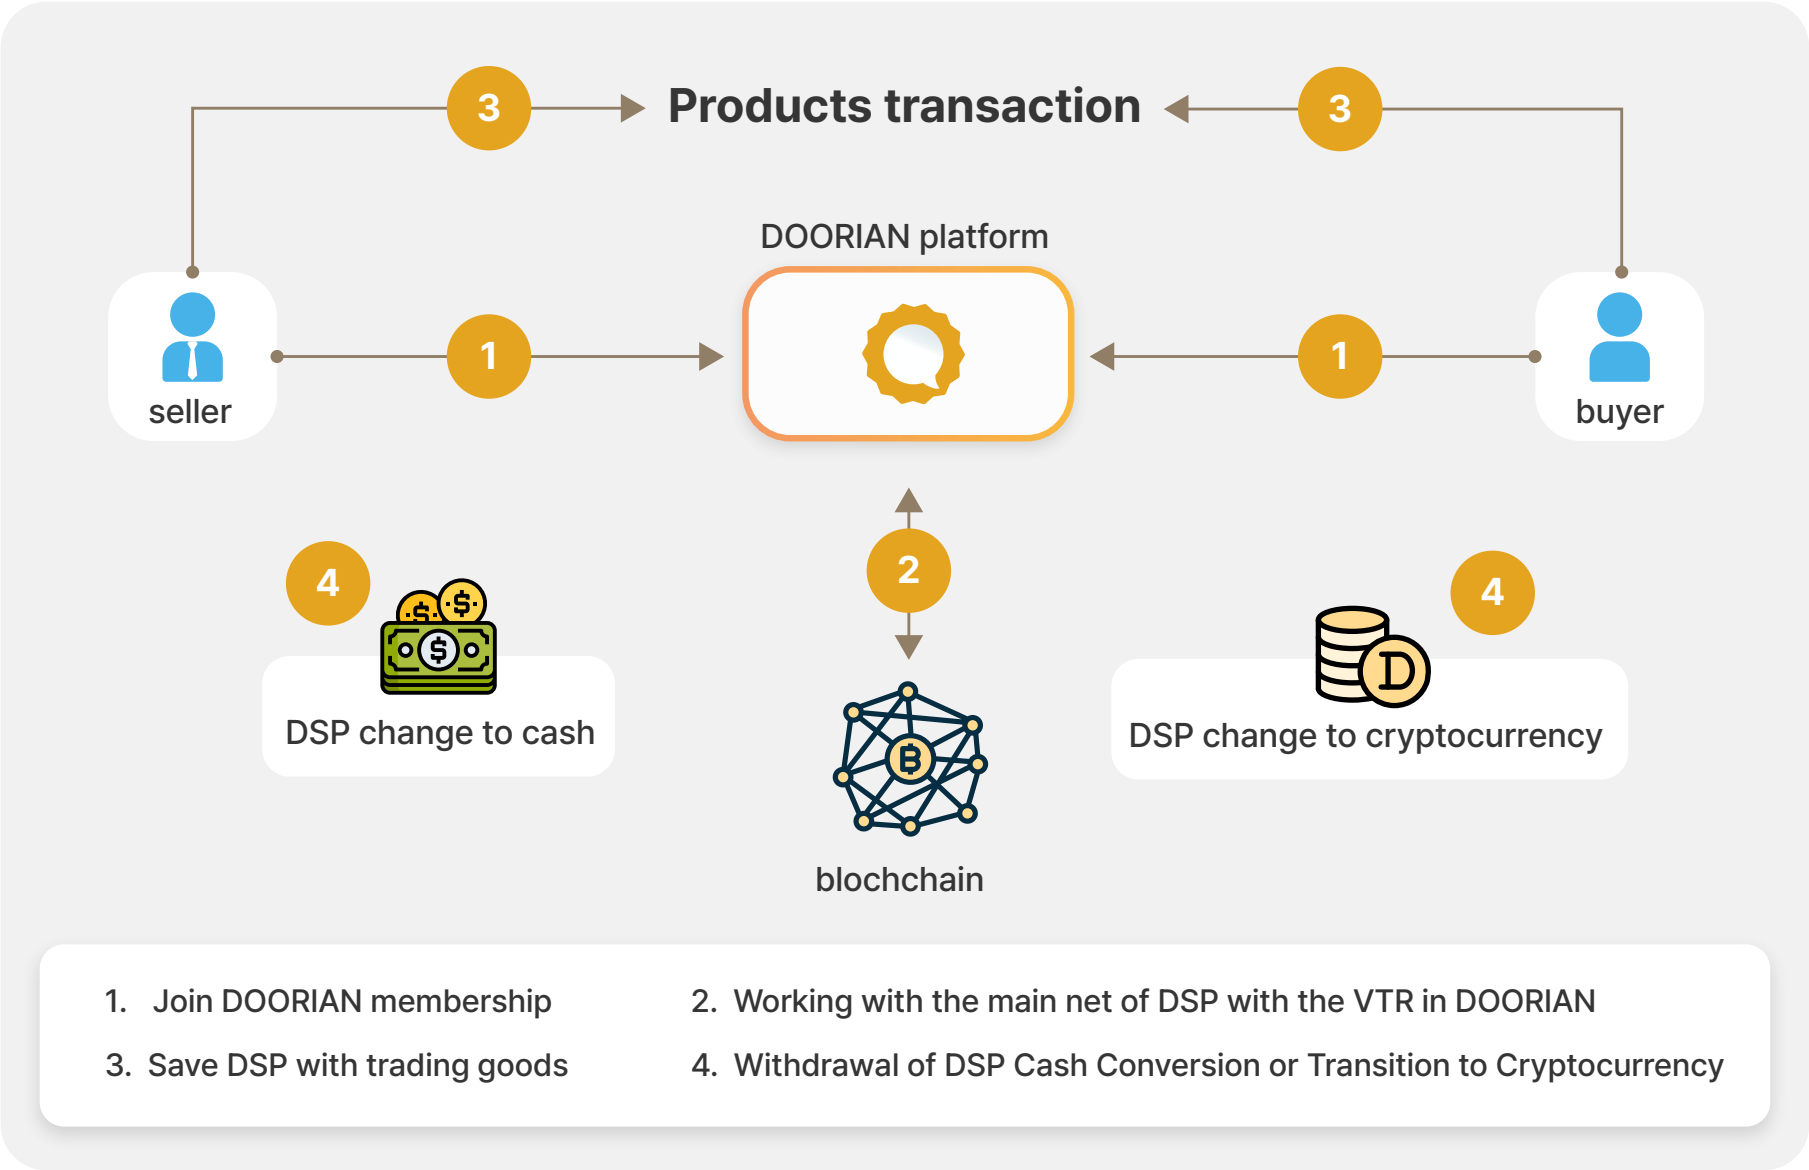 3
Products transaction
3
DOORIAN platform
seller
1
1
buyer
4
2
4
DSP change to cash
D
DSP change to cryptocurrency
B
blochchain
1. Join DOORIAN membership
2. Working with the main net of DSP with the VTR in DOORIAN
3. Save DSP with trading goods
4. Withdrawal of DSP Cash Conversion or Transition to Cryptocurrency